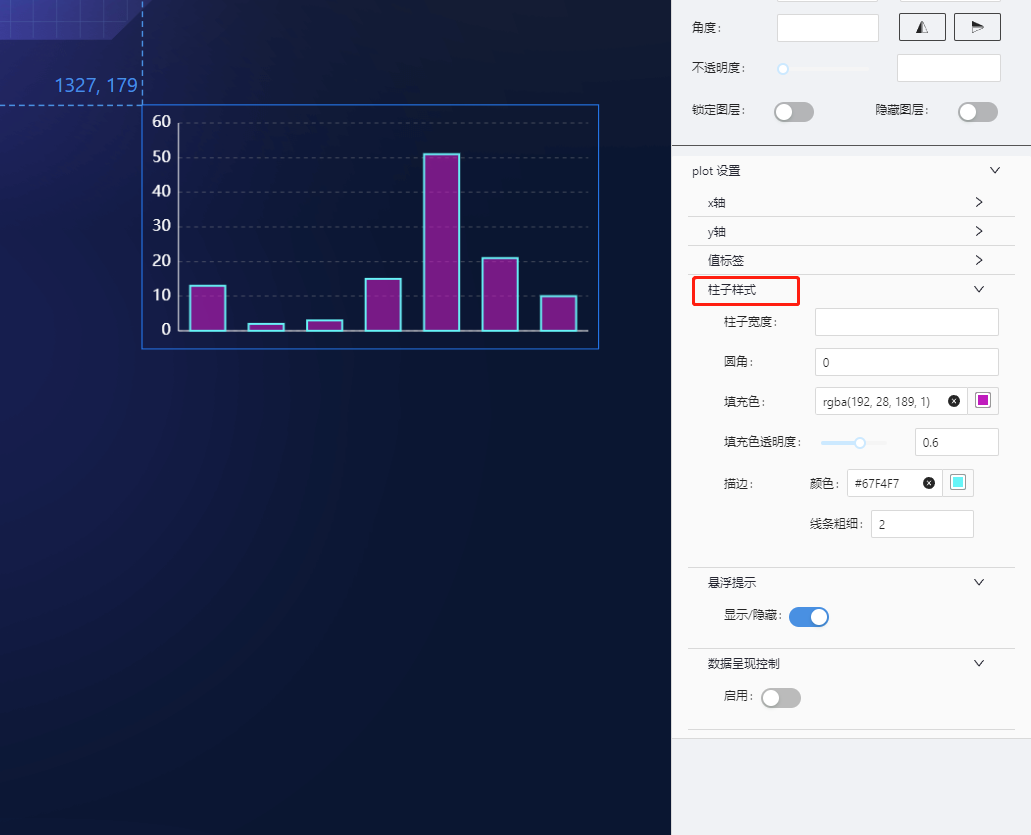 角度：
不透明度：
1327, 179
锁定图层：
隐藏图层：
60
50
40
30
20
10
0
plot 设置
x轴
y轴
值标签
柱子样式
柱子宽度：
圆角：
0
填充色：
rgba(192, 28, 189, 1)
填充色透明度：
0.6
描边：
颜色：
#67F4F7
线条粗细：
2
悬浮提示
显示/隐藏：
数据呈现控制
启用：